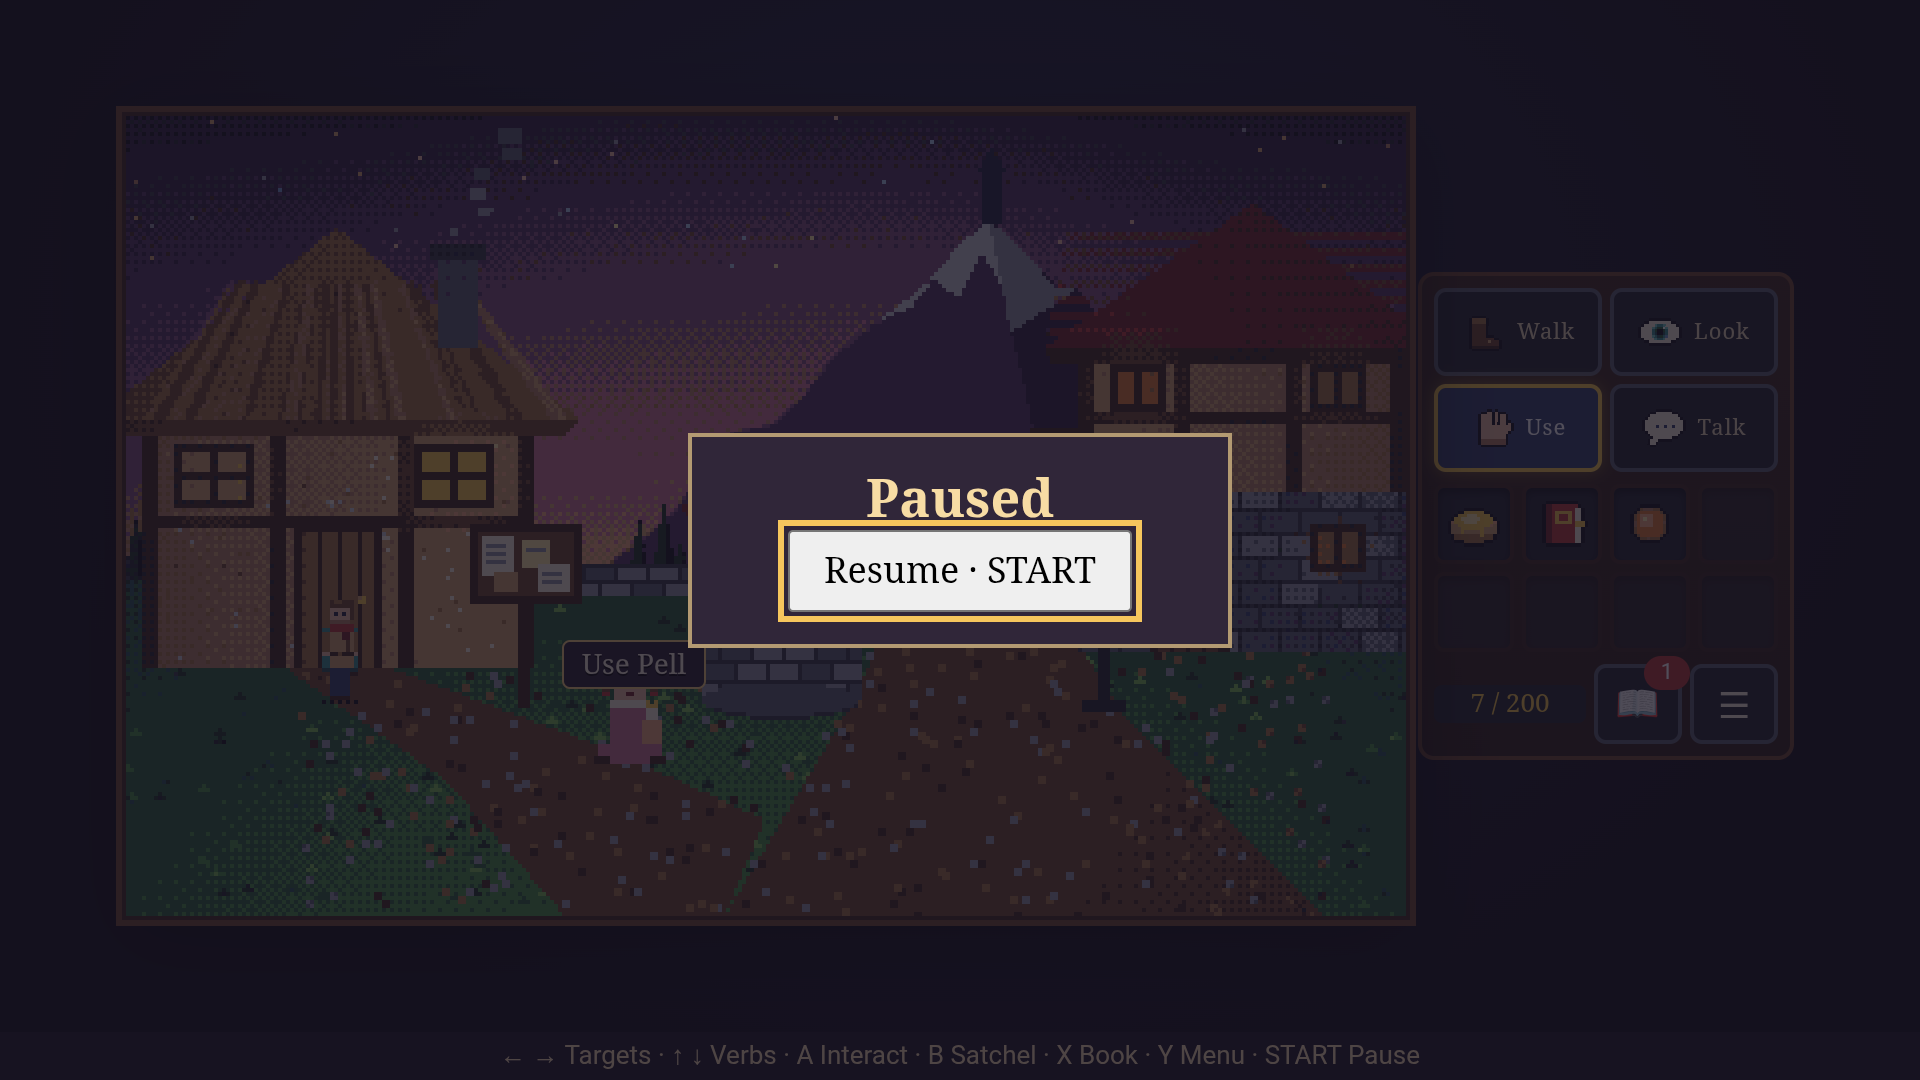 Walk
Look
Use
Talk
Paused
Resume · START
Use Pell
7 / 200
1
← → Targets · ↑ ↓ Verbs · A Interact · B Satchel · X Book · Y Menu · START Pause